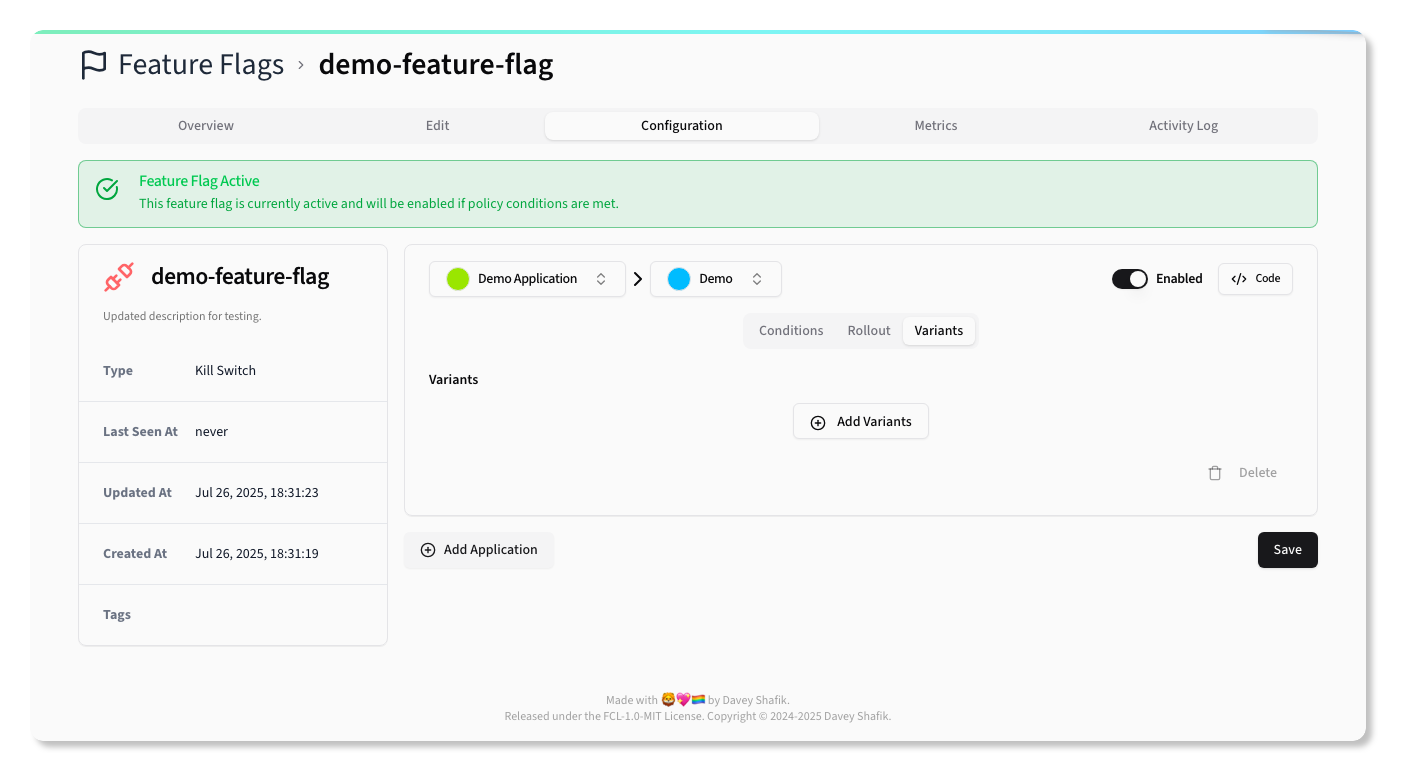 Feature Flags › demo-feature-flag
Overview Edit Configuration Metrics Activity Log
Feature Flag Active
This feature flag is currently active and will be enabled if policy conditions are met.
demo-feature-flag
Updated description for testing.
Type Kill Switch
Last Seen At never
Updated At Jul 26, 2025, 18:31:23
Created At Jul 26, 2025, 18:31:19
Tags
Demo Application Demo Enabled </> Code
Conditions Rollout Variants
Variants
Add Variants
Delete
Add Application Save
Made with 🦁💖🏳️‍🌈 by Davey Shafik.
Released under the FCL-1.0-MIT License. Copyright © 2024-2025 Davey Shafik.